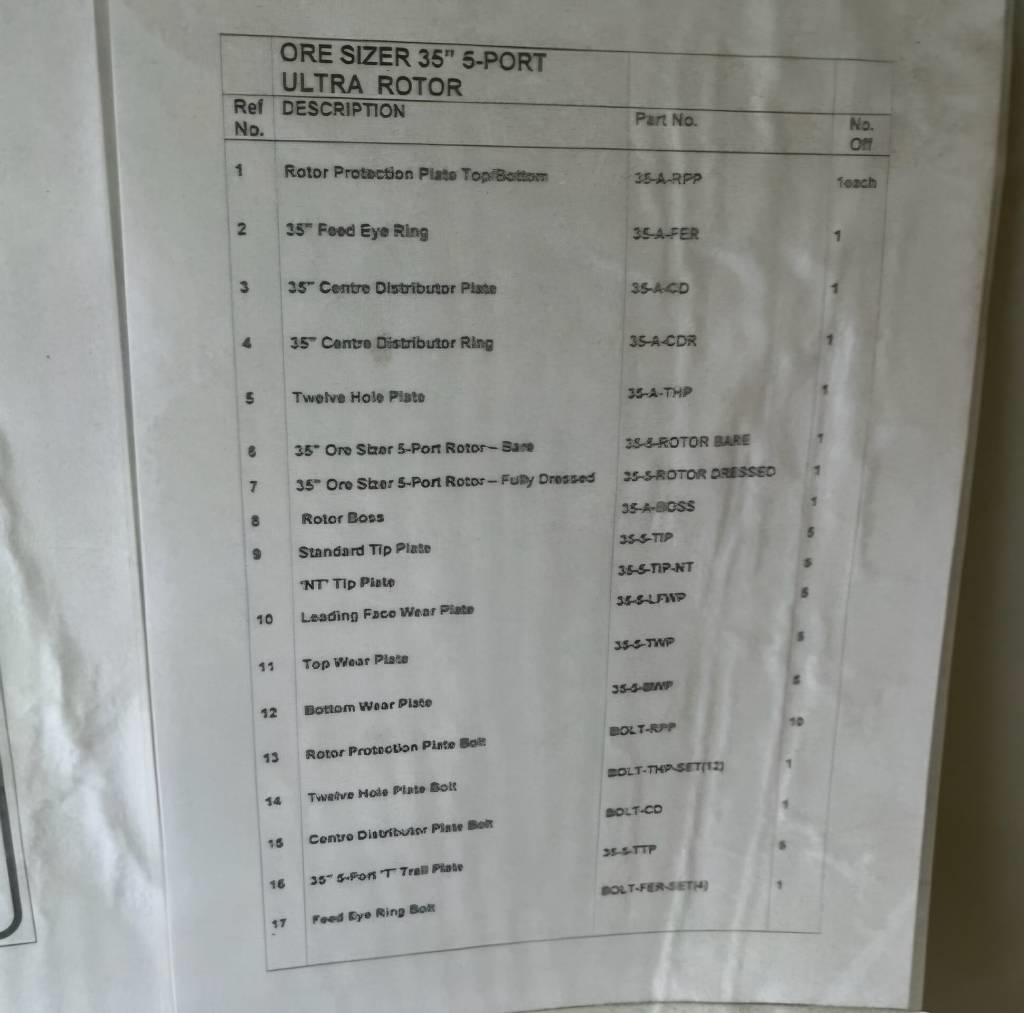 ORE SIZER 35" 5-PORT
ULTRA ROTOR
Ref No. DESCRIPTION Part No. No. Off
1 Rotor Protection Plate Top/Bottom 35-A-RPP 1each
2 35" Feed Eye Ring 35-A-FER 1
3 35" Centre Distributor Plate 35-A-CD 1
4 35" Centre Distributor Ring 35-A-CDR 1
5 Twelve Hole Plate 35-A-THP 1
6 35" Ore Sizer 5-Port Rotor – Bare 35-5-ROTOR BARE 1
7 35" Ore Sizer 5-Port Rotor – Fully Dressed 35-5-ROTOR DRESSED 1
8 Rotor Boss 35-A-BOSS 1
9 Standard Tip Plate 35-5-TIP 5
'NT' Tip Plate 35-5-TIP-NT 5
10 Leading Face Wear Plate 35-5-LFWP 5
11 Top Wear Plate 35-5-TWP 5
12 Bottom Wear Plate 35-5-BWP 5
13 Rotor Protection Plate Bolt BOLT-RPP 10
14 Twelve Hole Plate Bolt BOLT-THP-SET(12) 1
15 Centre Distributor Plate Bolt BOLT-CD 1
16 35" 5-Port 'T' Trail Plate 35-5-TTP 5
17 Feed Eye Ring Bolt BOLT-FER-SET(4) 1